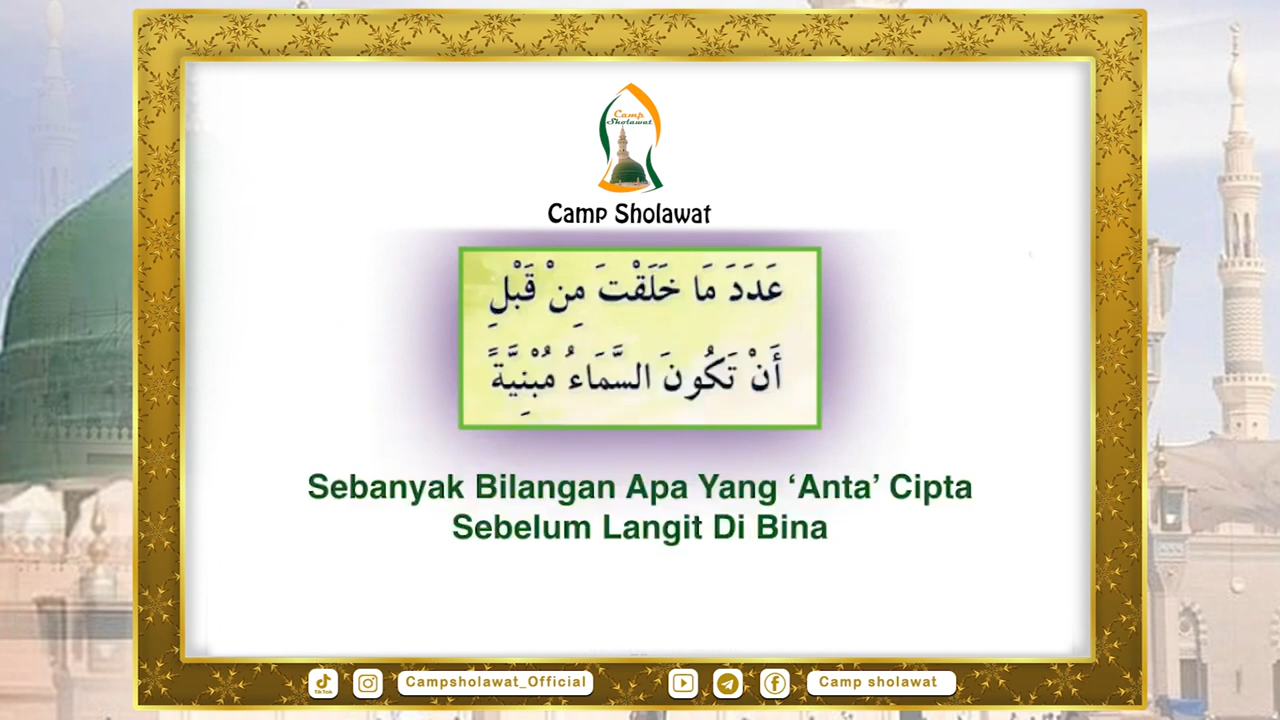 Camp
Sholawat
Camp Sholawat
عَدَدَ مَا خَلَقْتَ مِنْ قَبْلِ
أَنْ تَكُونَ السَّمَاءُ مُبْنِيَّةً
Sebanyak Bilangan Apa Yang ‘Anta’ Cipta
Sebelum Langit Di Bina
TikTok
Campsholawat_Official
Camp sholawat